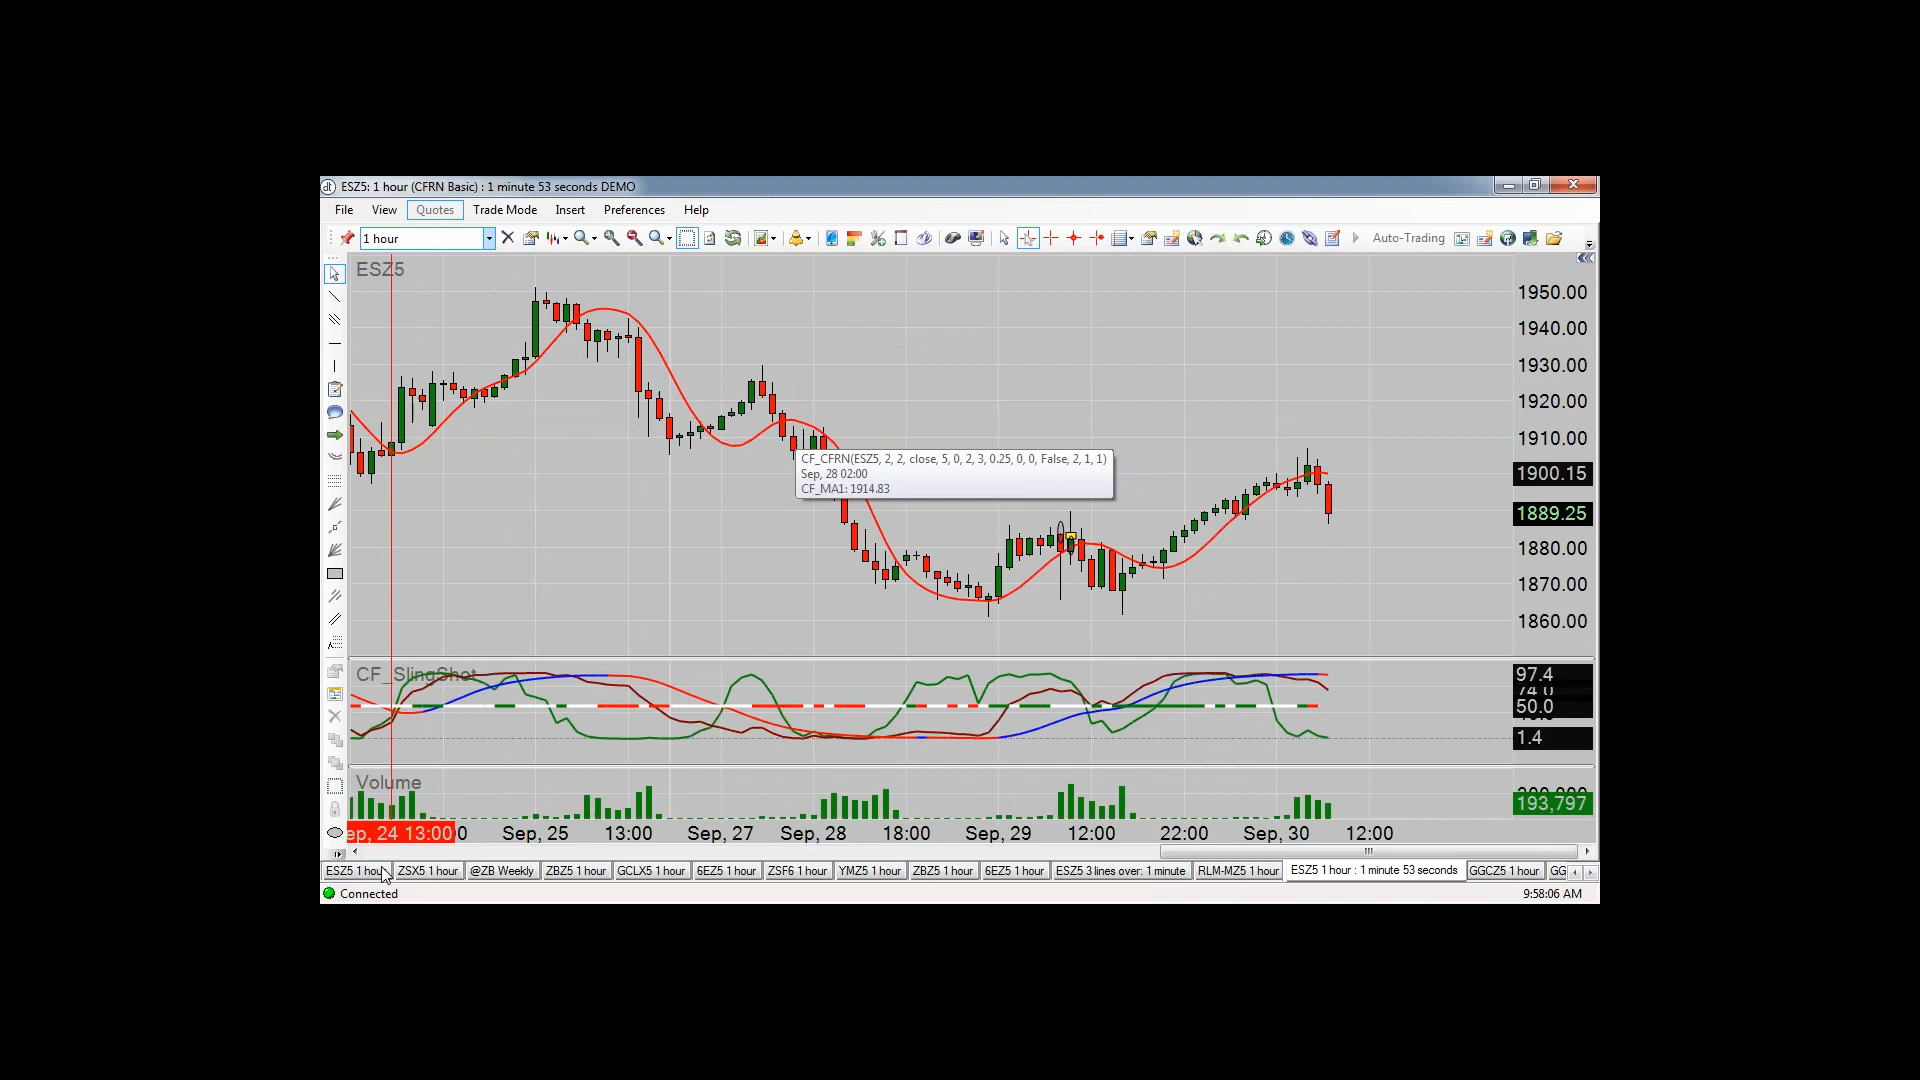 ESZ5: 1 hour (CFRN Basic) : 1 minute 53 seconds DEMO
File View Quotes Trade Mode Insert Preferences Help
1 hour Auto-Trading
ESZ5
1950.00
1940.00
1930.00
1920.00
1910.00
CF_CFRN(ESZ5, 2, 2, close, 5, 0, 2, 3, 0.25, 0, 0, False, 2, 1, 1)
Sep, 28 02:00
CF_MA1: 1914.83
1900.15
1889.25
1880.00
1870.00
1860.00
CF_SlingShot
97.4
74.0
50.0
1.4
Volume
193,797
ep, 24 13:00 Sep, 25 13:00 Sep, 27 Sep, 28 18:00 Sep, 29 12:00 22:00 Sep, 30 12:00
ESZ5 1 hou ZSX5 1 hour @ZB Weekly ZBZ5 1 hour GCLX5 1 hour 6EZ5 1 hour ZSF6 1 hour YMZ5 1 hour ZBZ5 1 hour 6EZ5 1 hour ESZ5 3 lines over: 1 minute RLM-MZ5 1 hour ESZ5 1 hour : 1 minute 53 seconds GGCZ5 1 hour GG
Connected 9:58:06 AM